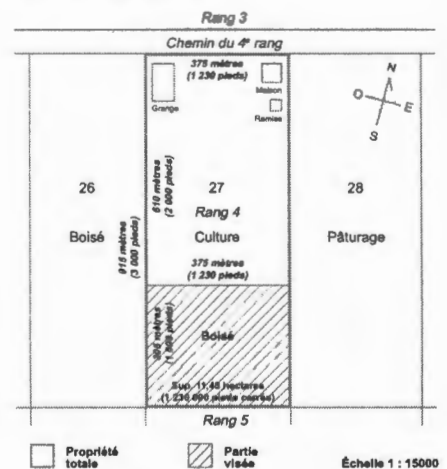 Rang 3
Chemin du 4e rang
375 mètres
(1 230 pieds)
Grange
Maison
Remise
N
O
E
S
26
27
28
610 mètres
(2 000 pieds)
Rang 4
Boisé
Culture
Pâturage
915 mètres
(3 000 pieds)
375 mètres
(1 230 pieds)
Boisé
Sup. 11,43 hectares
(1 230 000 pieds carrés)
Rang 5
Propriété
totale
Partie
visée
Échelle 1 : 15000